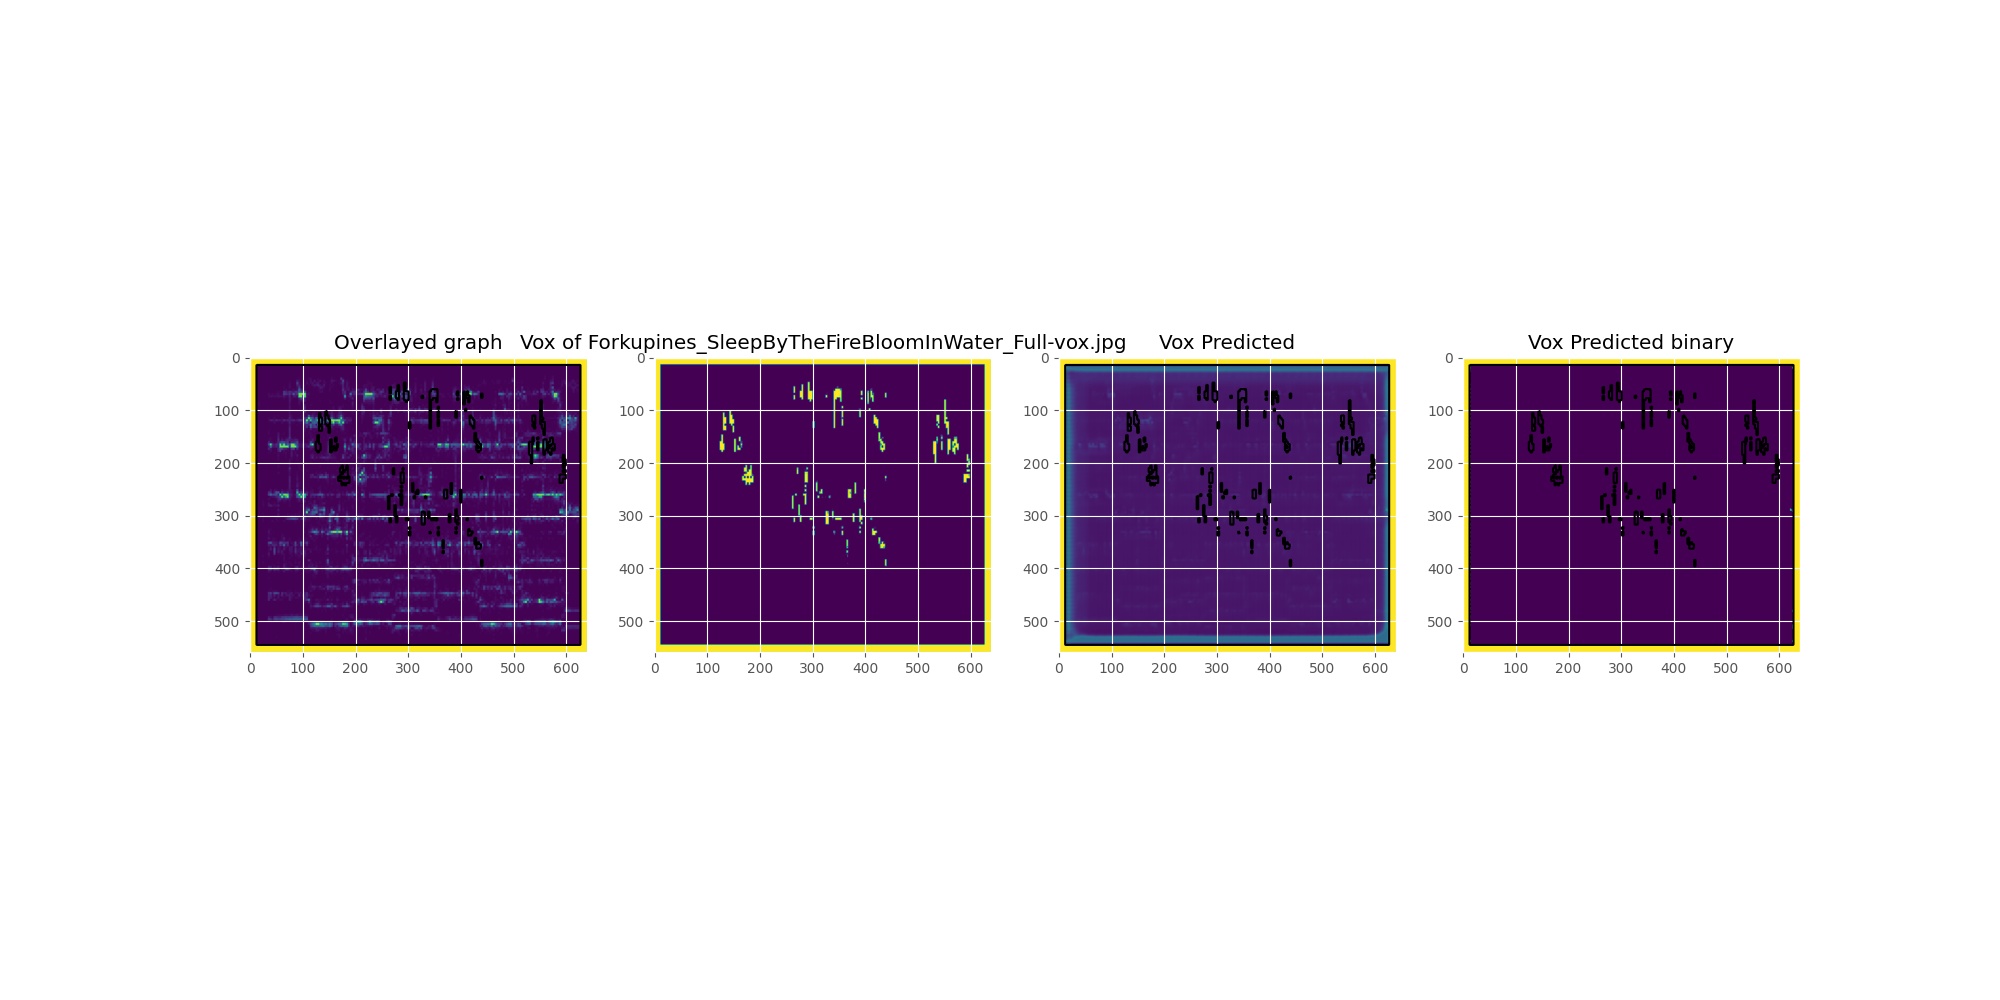 Overlayed graph
Vox of Forkupines_SleepByTheFireBloomInWater_Full-vox.jpg
Vox Predicted
Vox Predicted binary
0 0 0 0
100 100 100 100
200 200 200 200
300 300 300 300
400 400 400 400
500 500 500 500
0 100 200 300 400 500 600 0 100 200 300 400 500 600 0 100 200 300 400 500 600 0 100 200 300 400 500 600